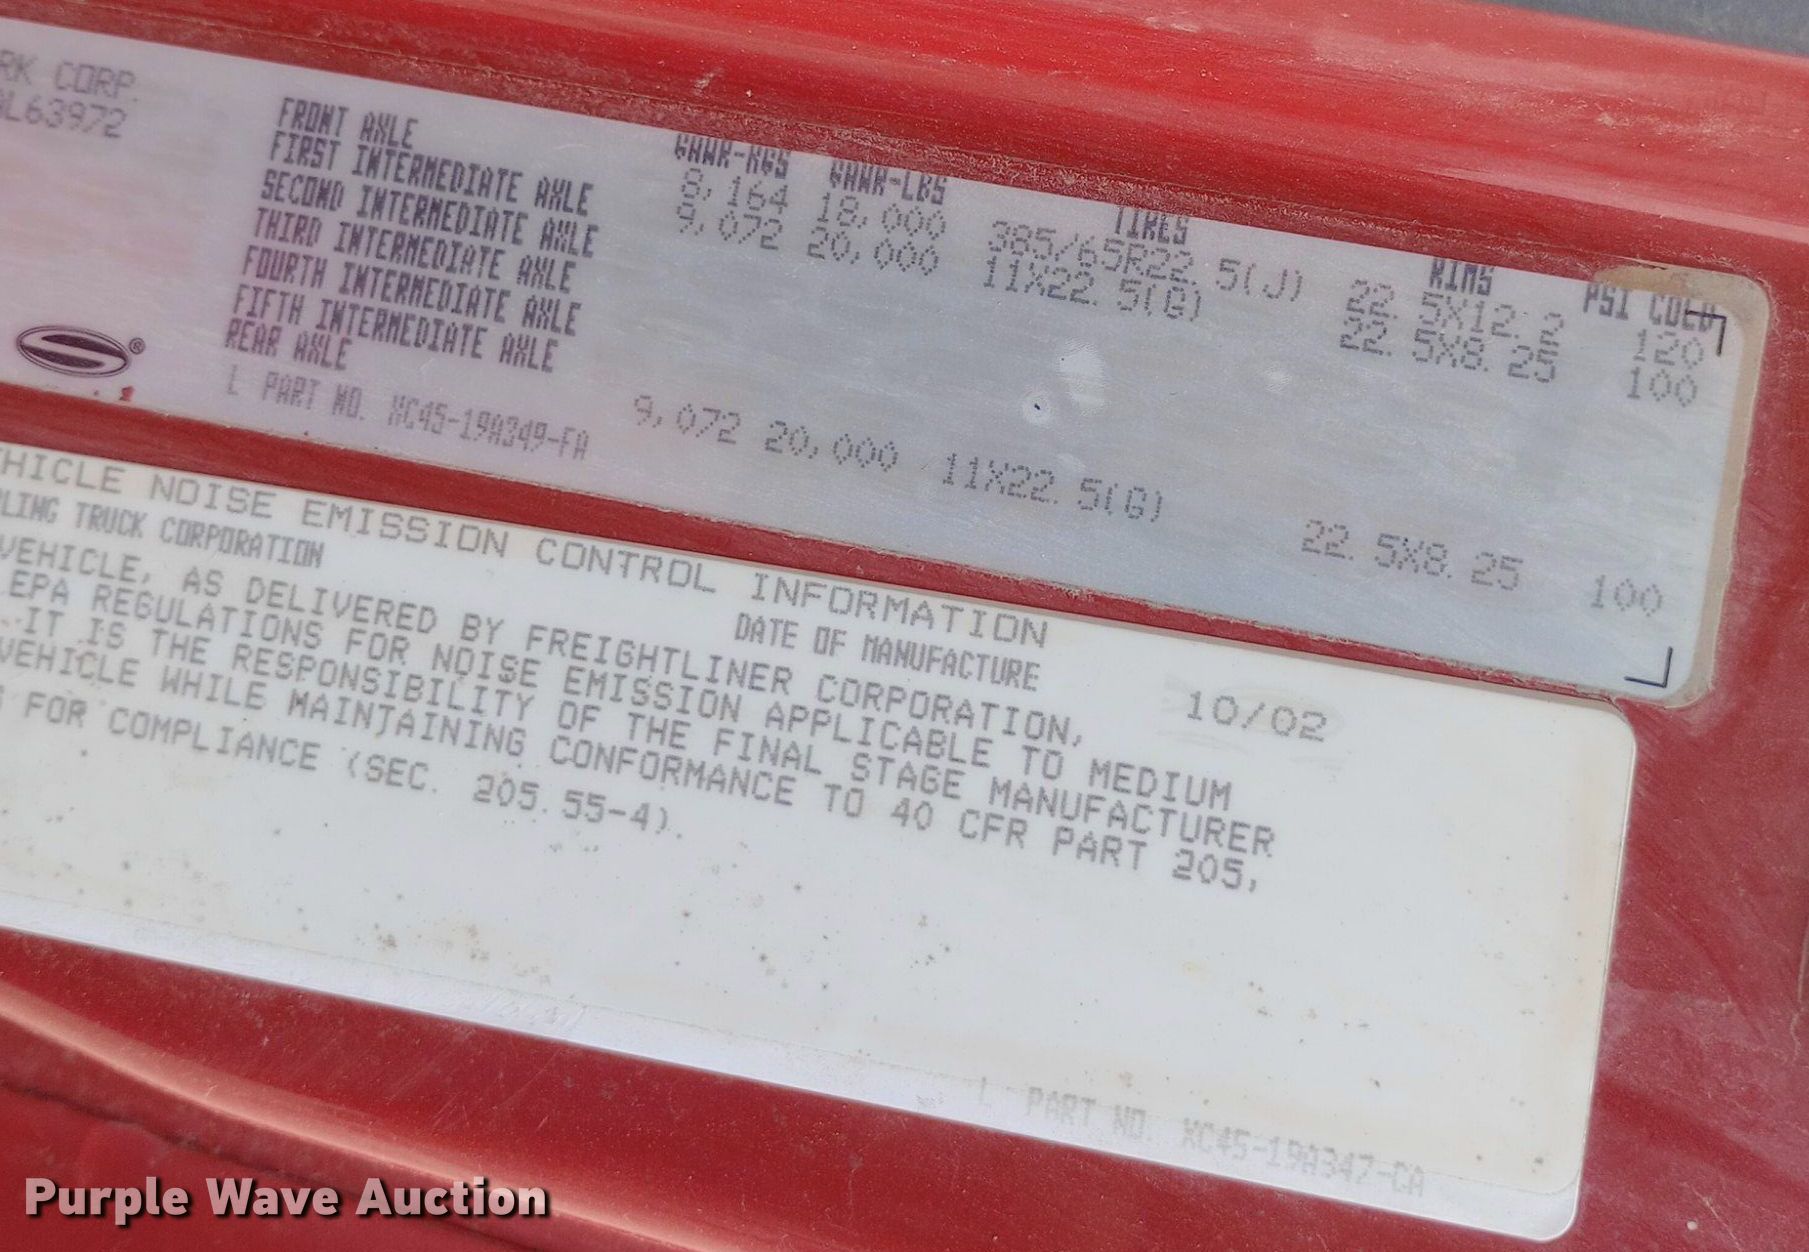 RK CORP.
L63972
GAWR-KGS GAWR-LBS TIRES RIMS PSI COLD
FRONT AXLE 8,164 18,000 385/65R22.5(J) 22.5X12.2 120
FIRST INTERMEDIATE AXLE 9,072 20,000 11X22.5(G) 22.5X8.25 100
SECOND INTERMEDIATE AXLE
THIRD INTERMEDIATE AXLE
FOURTH INTERMEDIATE AXLE
FIFTH INTERMEDIATE AXLE
REAR AXLE 9,072 20,000 11X22.5(G) 22.5X8.25 100
L PART NO. XC45-19A349-FA
S®
HICLE NOISE EMISSION CONTROL INFORMATION
RLING TRUCK CORPORATION DATE OF MANUFACTURE 10/02
VEHICLE, AS DELIVERED BY FREIGHTLINER CORPORATION,
EPA REGULATIONS FOR NOISE EMISSION APPLICABLE TO MEDIUM
IT IS THE RESPONSIBILITY OF THE FINAL STAGE MANUFACTURER
VEHICLE WHILE MAINTAINING CONFORMANCE TO 40 CFR PART 205,
FOR COMPLIANCE (SEC. 205.55-4).
L PART NO. XC45-19A347-CA
Purple Wave Auction